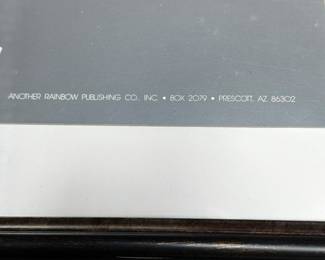 ANOTHER RAINBOW PUBLISHING CO., INC. • BOX 2079 • PRESCOTT, AZ 86302